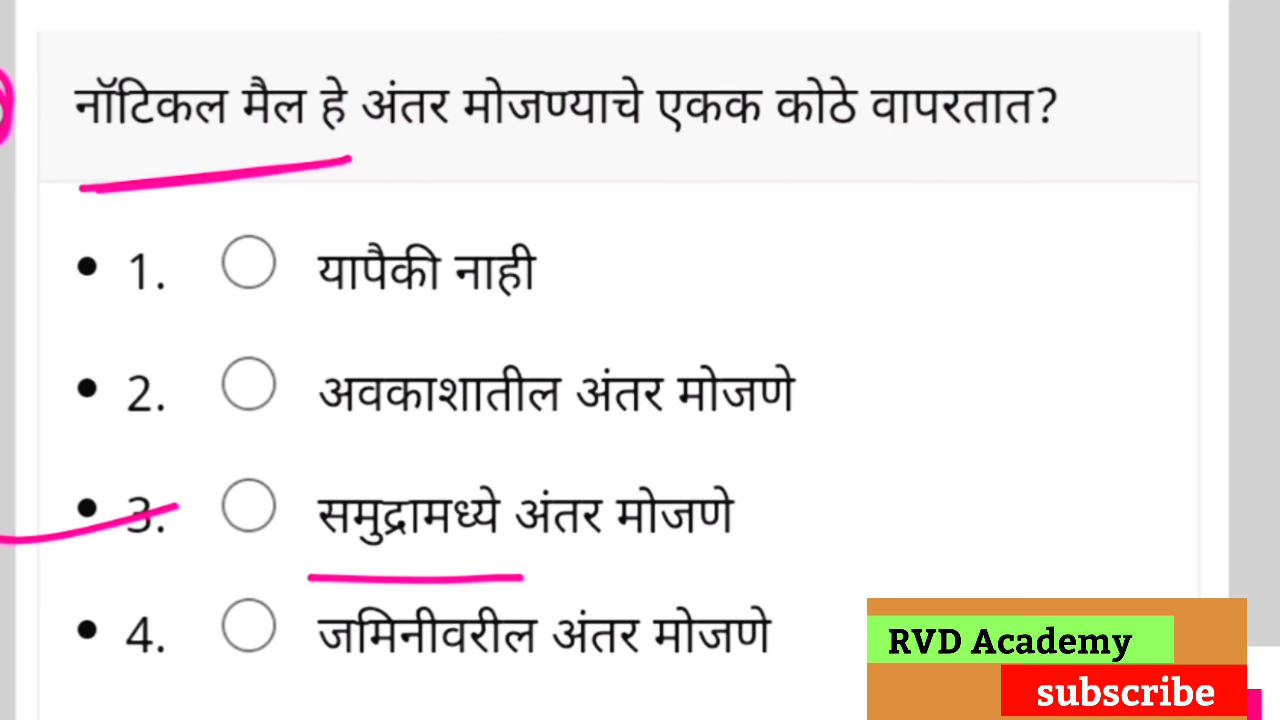 नॉटिकल मैल हे अंतर मोजण्याचे एकक कोठे वापरतात?
• 1. यापैकी नाही
• 2. अवकाशातील अंतर मोजणे
• 3. समुद्रामध्ये अंतर मोजणे
• 4. जमिनीवरील अंतर मोजणे
RVD Academy
subscribe